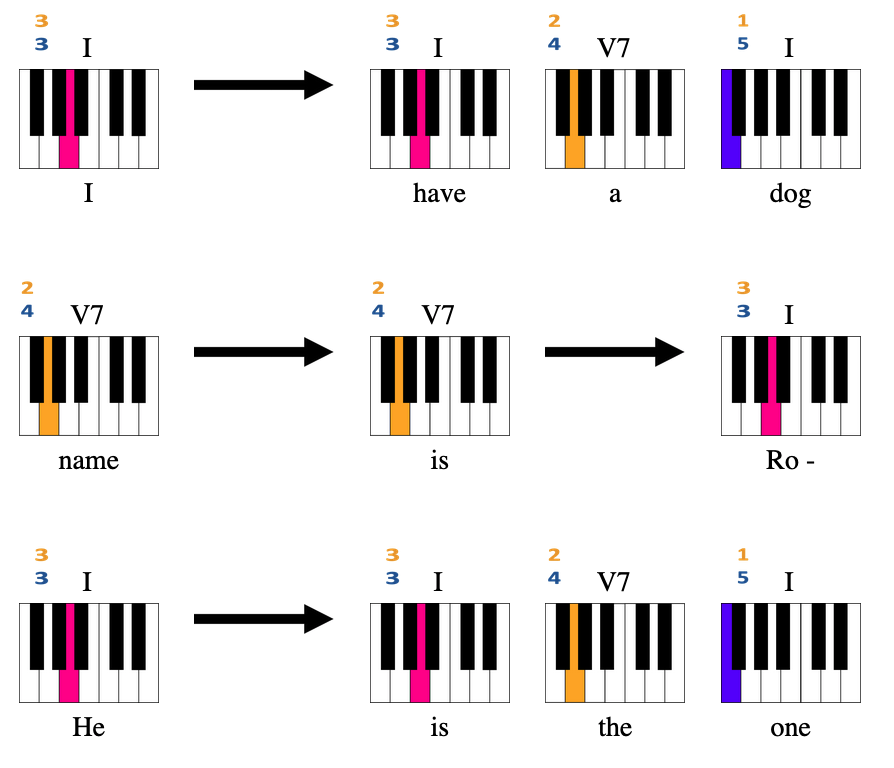 3 3 2 1
3 I 3 I 4 V7 5 I
I have a dog
2 2 3
4 V7 4 V7 3 I
name is Ro -
3 3 2 1
3 I 3 I 4 V7 5 I
He is the one